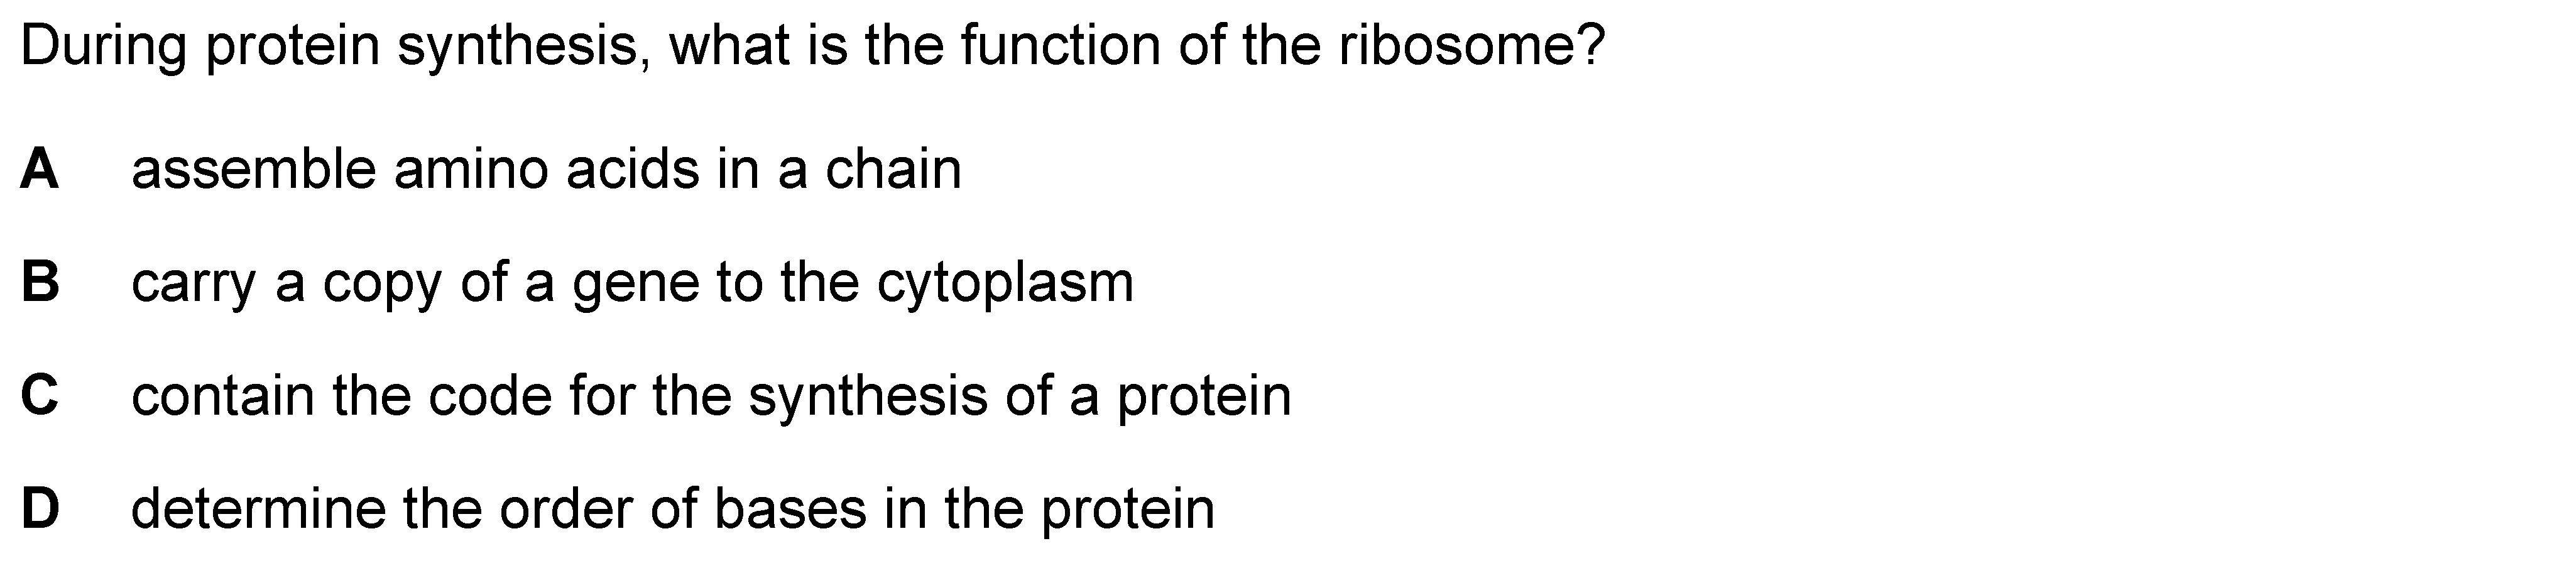 During protein synthesis, what is the function of the ribosome?
A assemble amino acids in a chain
B carry a copy of a gene to the cytoplasm
C contain the code for the synthesis of a protein
D determine the order of bases in the protein